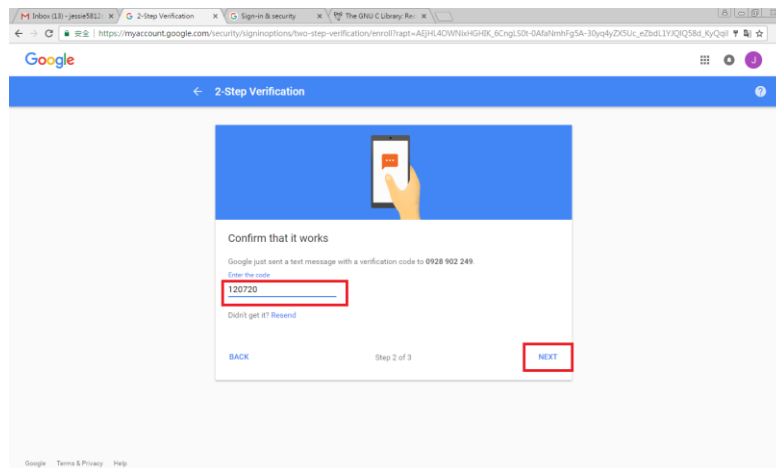 Inbox (13) - jessie5812
2-Step Verification
Sign-in & security
The GNU C Library: Re
安全 | https://myaccount.google.com/security/signinoptions/two-step-verification/enroll?rapt=
Google
J
2-Step Verification
Confirm that it works
Google just sent a text message with a verification code to 0928 902 249.
Enter the code
120720
Didn't get it? Resend
BACK
Step 2 of 3
NEXT
Google Terms & Privacy Help